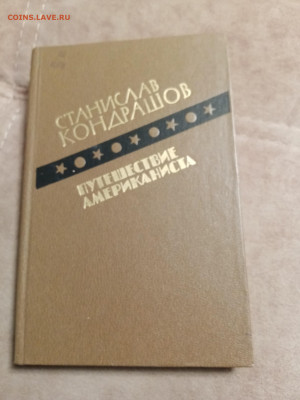 COINS.LAVE.RU
СТАНИСЛАВ
КОНДРАШОВ
ПУТЕШЕСТВИЕ
АМЕРИКАНИСТА